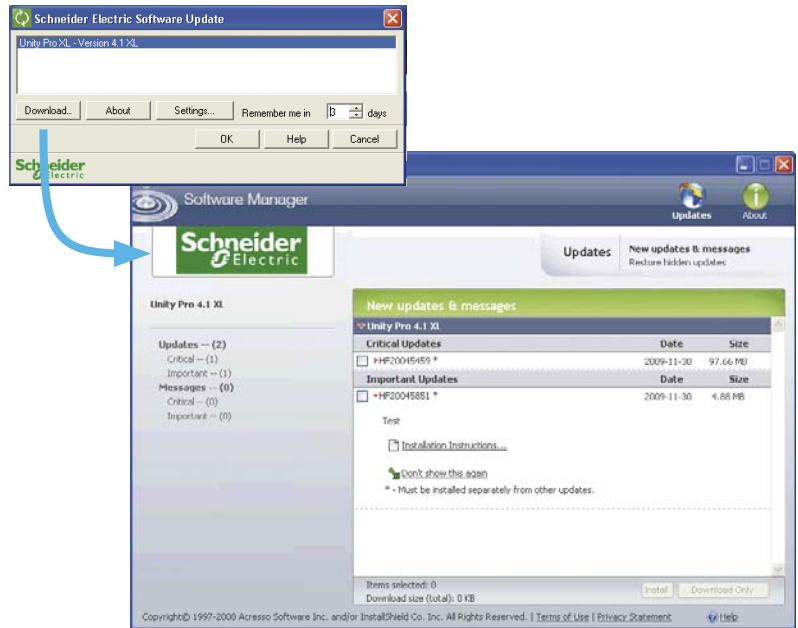 Schneider Electric Software Update
Unity Pro XL - Version 4.1 XL
Download..
About
Settings...
Remember me in
3
days
OK
Help
Cancel
Schneider
Electric
Software Manager
Updates
About
Schneider
Electric
Updates
New updates & messages
Restore hidden updates
Unity Pro 4.1 XL
Updates -- (2)
Critical -- (1)
Important -- (1)
Messages -- (0)
Critical -- (0)
Important -- (0)
New updates & messages
Unity Pro 4.1 XL
Critical Updates Date Size
HF20045459 * 2009-11-30 97.66 MB
Important Updates Date Size
HF20045851 * 2009-11-30 4.88 MB
Test
Installation Instructions...
Don't show this again
* - Must be installed separately from other updates.
Items selected: 0
Download size (total): 0 KB
Install
Download Only
Copyright© 1997-2000 Acresso Software Inc. and/or InstallShield Co. Inc. All Rights Reserved. | Terms of Use | Privacy Statement
Help